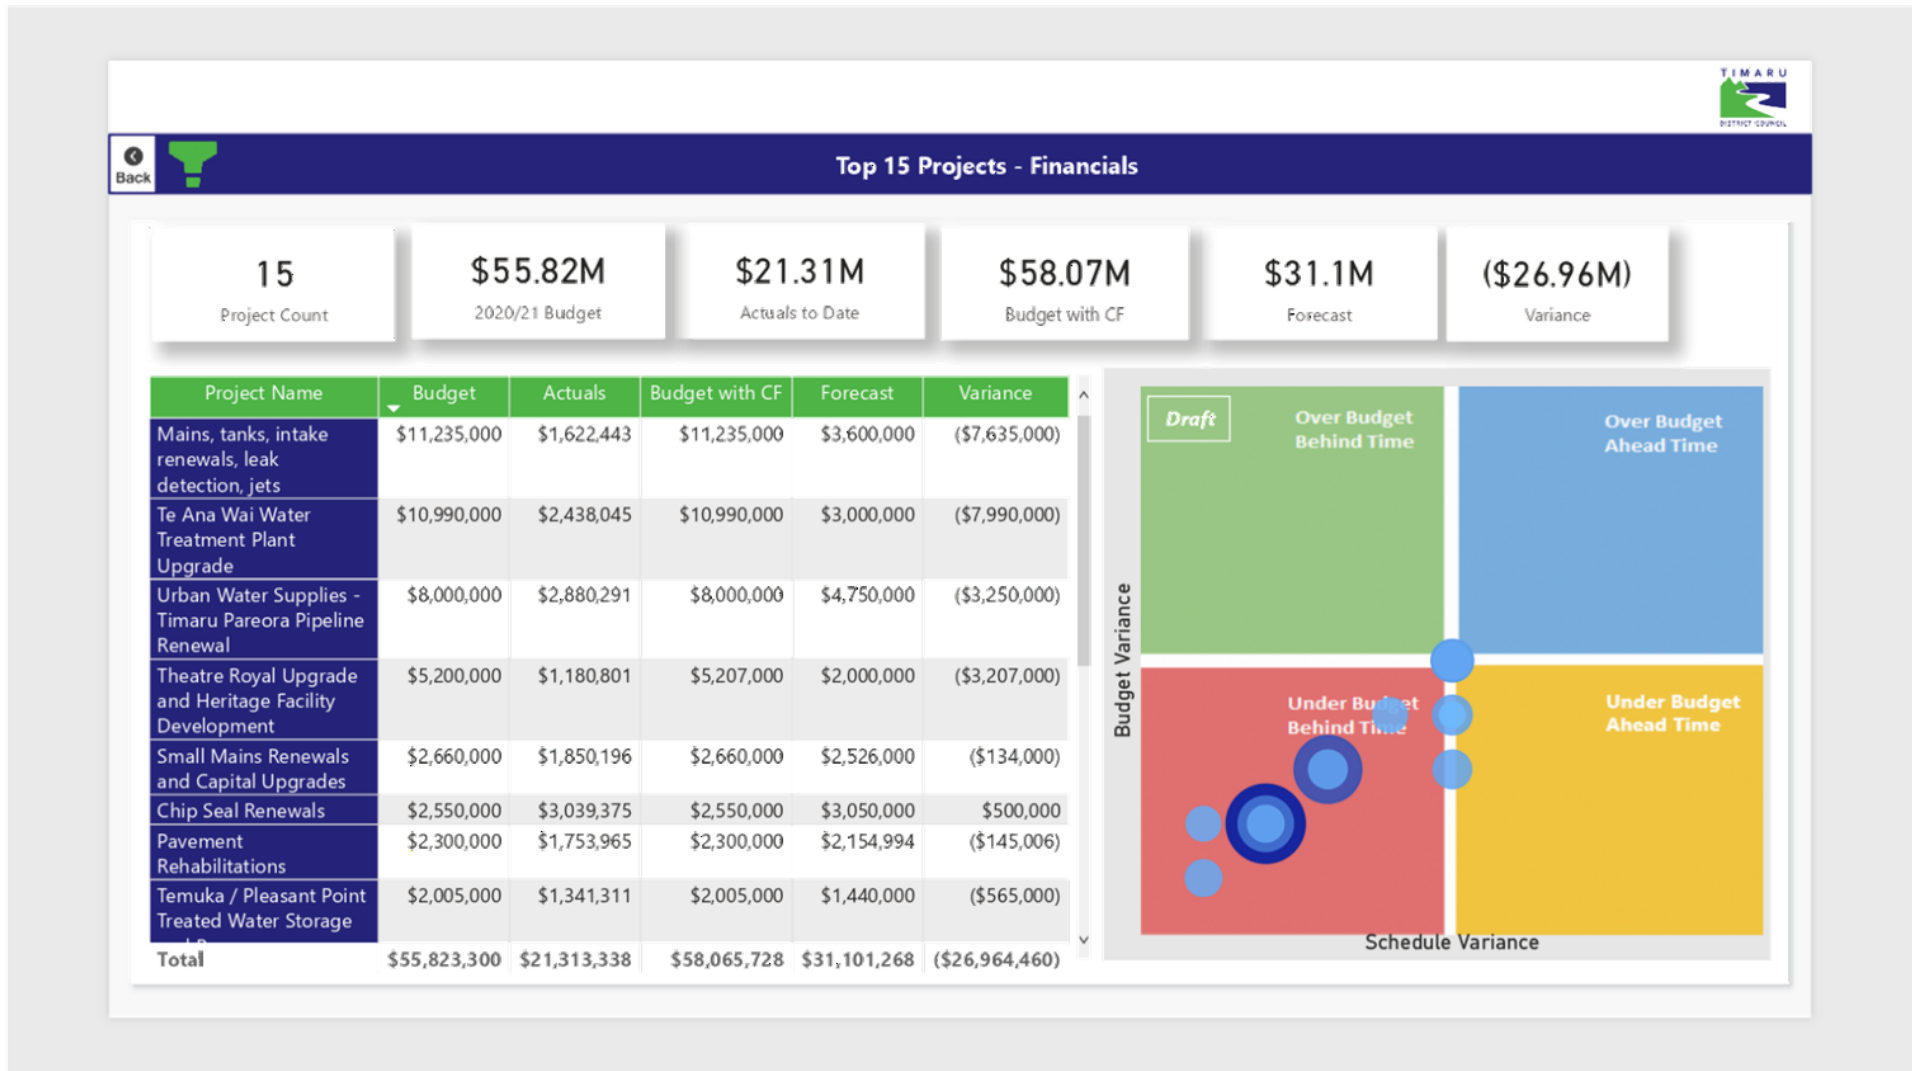 TIMARU
DISTRICT COUNCIL
Back
Top 15 Projects - Financials
15
Project Count
$55.82M
2020/21 Budget
$21.31M
Actuals to Date
$58.07M
Budget with CF
$31.1M
Forecast
($26.96M)
Variance
Project Name Budget Actuals Budget with CF Forecast Variance
Mains, tanks, intake $11,235,000 $1,622,443 $11,235,000 $3,600,000 ($7,635,000)
renewals, leak
detection, jets
Te Ana Wai Water $10,990,000 $2,438,045 $10,990,000 $3,000,000 ($7,990,000)
Treatment Plant
Upgrade
Urban Water Supplies - $8,000,000 $2,880,291 $8,000,000 $4,750,000 ($3,250,000)
Timaru Pareora Pipeline
Renewal
Theatre Royal Upgrade $5,200,000 $1,180,801 $5,207,000 $2,000,000 ($3,207,000)
and Heritage Facility
Development
Small Mains Renewals $2,660,000 $1,850,196 $2,660,000 $2,526,000 ($134,000)
and Capital Upgrades
Chip Seal Renewals $2,550,000 $3,039,375 $2,550,000 $3,050,000 $500,000
Pavement $2,300,000 $1,753,965 $2,300,000 $2,154,994 ($145,006)
Rehabilitations
Temuka / Pleasant Point $2,005,000 $1,341,311 $2,005,000 $1,440,000 ($565,000)
Treated Water Storage
Total $55,823,300 $21,313,338 $58,065,728 $31,101,268 ($26,964,460)
Draft
Over Budget
Behind Time
Over Budget
Ahead Time
Under Budget
Behind Time
Under Budget
Ahead Time
Budget Variance
Schedule Variance